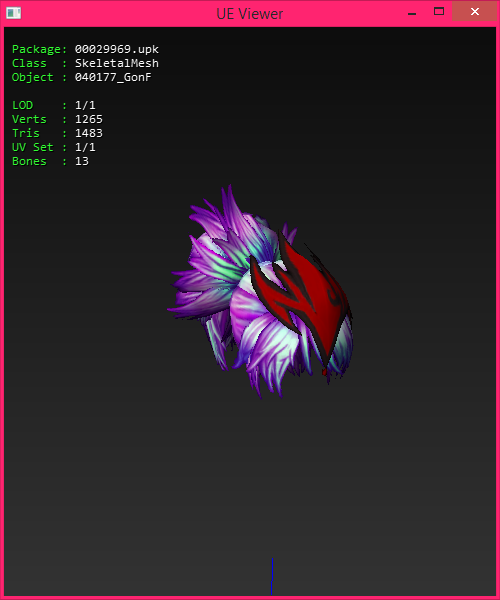 UE Viewer
Package: 00029969.upk
Class : SkeletalMesh
Object : 040177_GonF
LOD : 1/1
Verts : 1265
Tris : 1483
UV Set : 1/1
Bones : 13